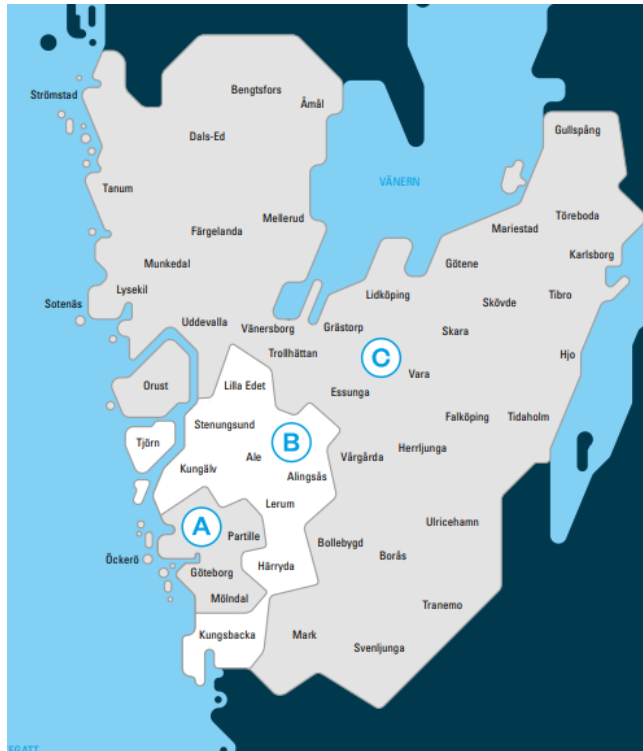 Bengtsfors
Strömstad
Åmål
Gullspång
Dals-Ed
VÄNERN
Tanum
Mellerud
Töreboda
Mariestad
Färgelanda
Karlsborg
Munkedal
Götene
Lysekil
Lidköping
Tibro
Sotenäs
Skövde
Uddevalla
Vänersborg
Grästorp
Skara
Trollhättan
C
Hjo
Vara
Orust
Lilla Edet
Essunga
Stenungsund
Falköping
Tidaholm
Tjörn
B
Ale
Vårgårda
Herrljunga
Kungälv
Alingsås
Lerum
A
Ulricehamn
Partille
Bollebygd
Öckerö
Borås
Göteborg
Härryda
Mölndal
Tranemo
Kungsbacka
Mark
Svenljunga
EGATT